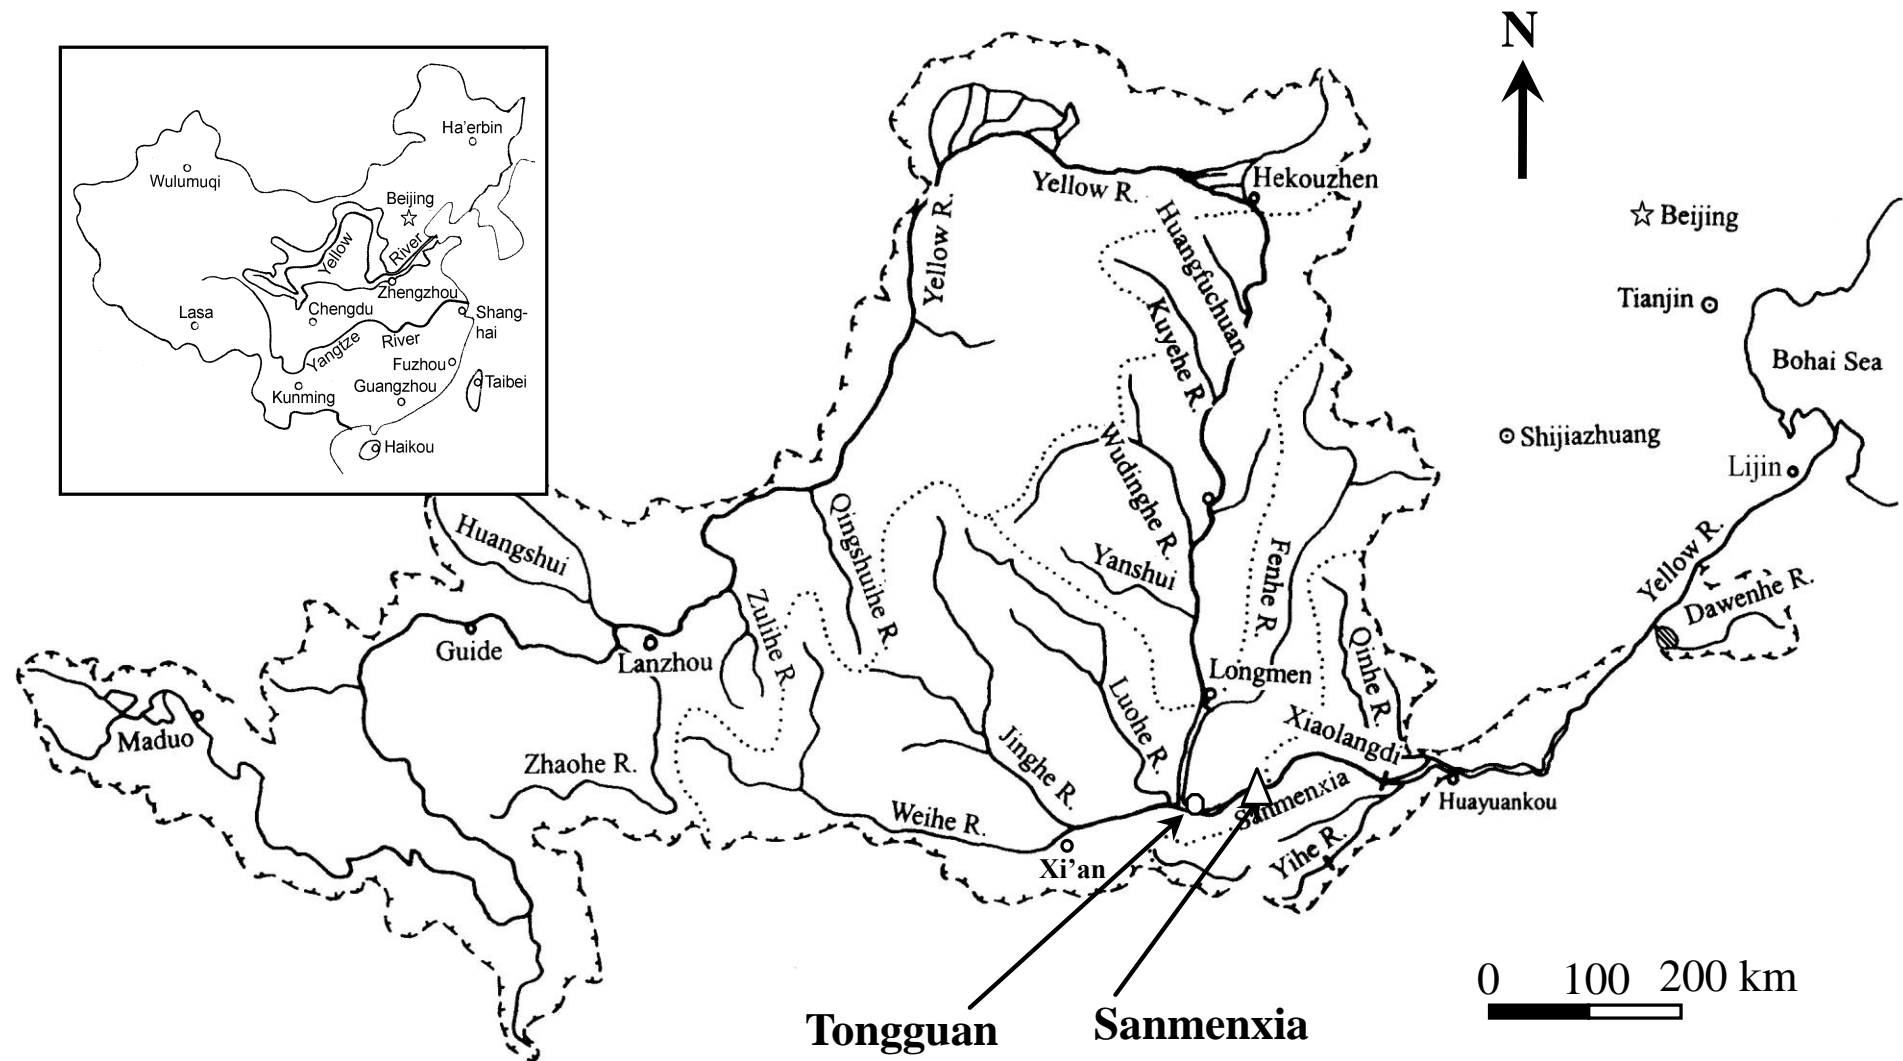 N
Ha'erbin
Wulumuqi
Beijing
Yellow
River
Zhengzhou
Lasa
Chengdu
Shang-
hai
Yangtze
River
Fuzhou
Guangzhou
Taibei
Kunming
Haikou
Yellow R.
Hekouzhen
Yellow R.
Huangfuchuan
Kuyehe R.
Beijing
Tianjin
Bohai Sea
Shijiazhuang
Lijin
Wudinghe R.
Qingshuihe R.
Huangshui
Yanshui
Fenhe R.
Yellow R.
Dawenhe R.
Zulihe R.
Guide
Lanzhou
Longmen
Qinhe R.
Luohe R.
Maduo
Xiaolangdi
Jinghe R.
Zhaohe R.
Sanmenxia
Huayuankou
Weihe R.
Yihe R.
Xi'an
0 100 200 km
Tongguan
Sanmenxia